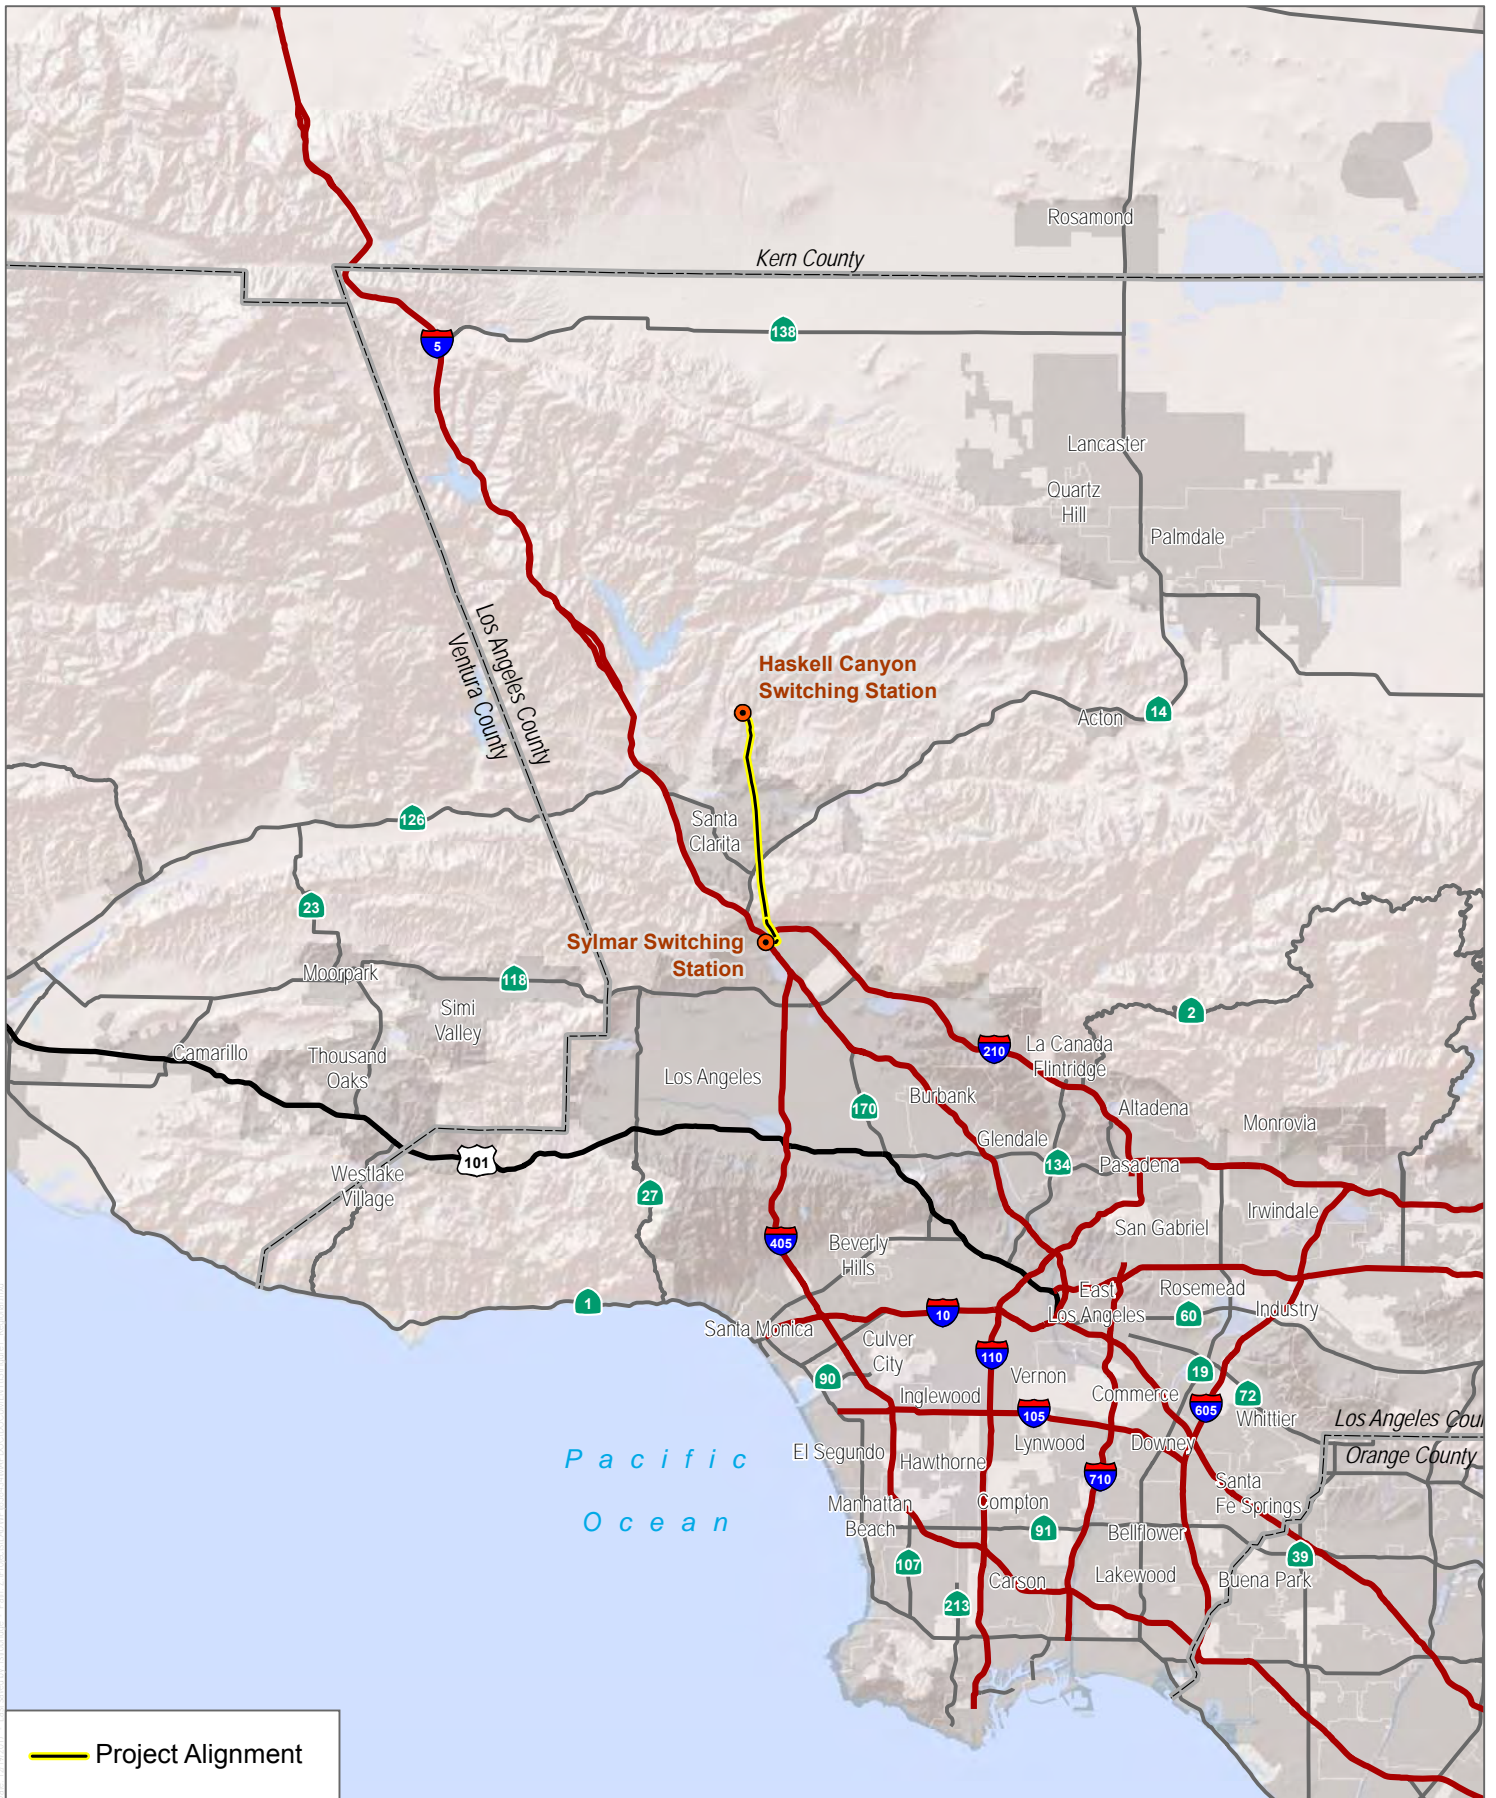 Rosamond
Kern County
138
5
Lancaster
Quartz
Hill
Palmdale
Los Angeles County
Ventura County
Haskell Canyon
Switching Station
Acton
14
126
Santa
Clarita
23
Sylmar Switching
Station
Moorpark
118
Simi
Valley
2
Camarillo
Thousand
Oaks
Los Angeles
210
La Canada
Flintridge
Burbank
170
Altadena
Monrovia
Glendale
134
Pasadena
101
Westlake
Village
27
405
Beverly
Hills
San Gabriel
Irwindale
1
Santa Monica
10
East
Los Angeles
Rosemead
60
Industry
Culver
City
110
90
Vernon
19
Inglewood
Commerce
72
105
605
Whittier
Los Angeles Coun
Orange County
Pacific
Ocean
El Segundo
Hawthorne
Lynwood
Downey
710
Santa
Fe Springs
Manhattan
Beach
Compton
91
Bellflower
39
107
Carson
Lakewood
Buena Park
213
Project Alignment